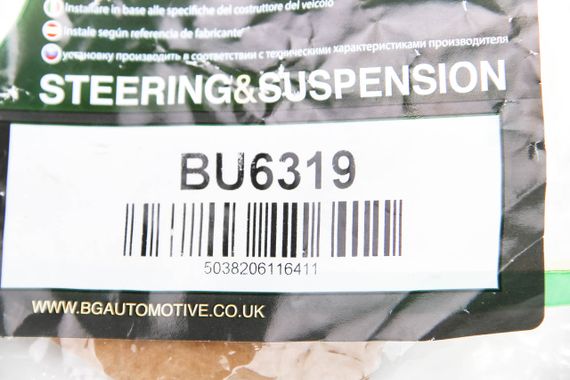 Installare in base alle specifiche del costruttore del veicolo
Instale según referencia de fabricante
установку производить в соответствии с техническими характеристиками производителя
STEERING&SUSPENSION
BU6319
5038206116411
WWW.BGAUTOMOTIVE.CO.UK